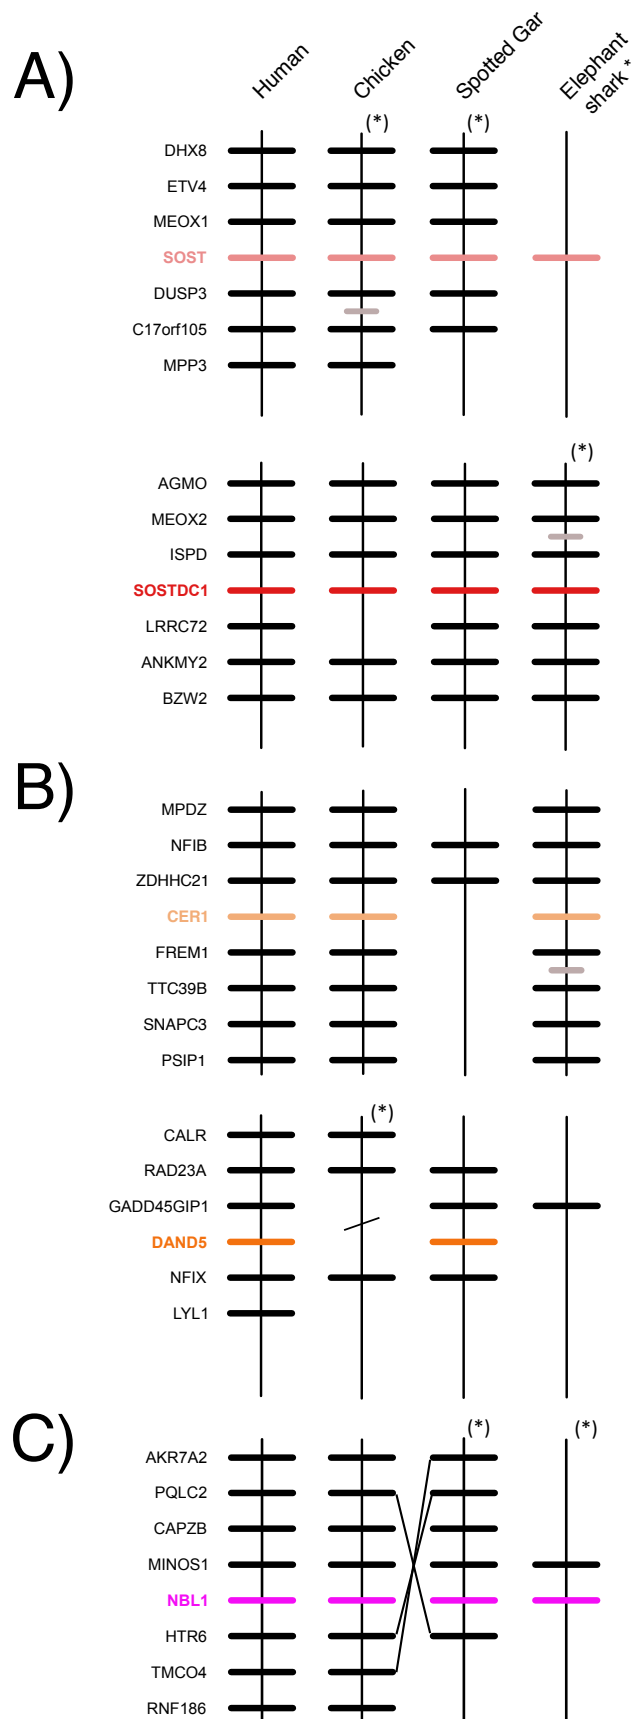 A)
Human
Chicken
Spotted Gar
Elephant
shark *
(*)
(*)
DHX8
ETV4
MEOX1
SOST
DUSP3
C17orf105
MPP3
(*)
AGMO
MEOX2
ISPD
SOSTDC1
LRRC72
ANKMY2
BZW2
B)
MPDZ
NFIB
ZDHHC21
CER1
FREM1
TTC39B
SNAPC3
PSIP1
(*)
CALR
RAD23A
GADD45GIP1
DAND5
NFIX
LYL1
C)
(*)
(*)
AKR7A2
PQLC2
CAPZB
MINOS1
NBL1
HTR6
TMCO4
RNF186